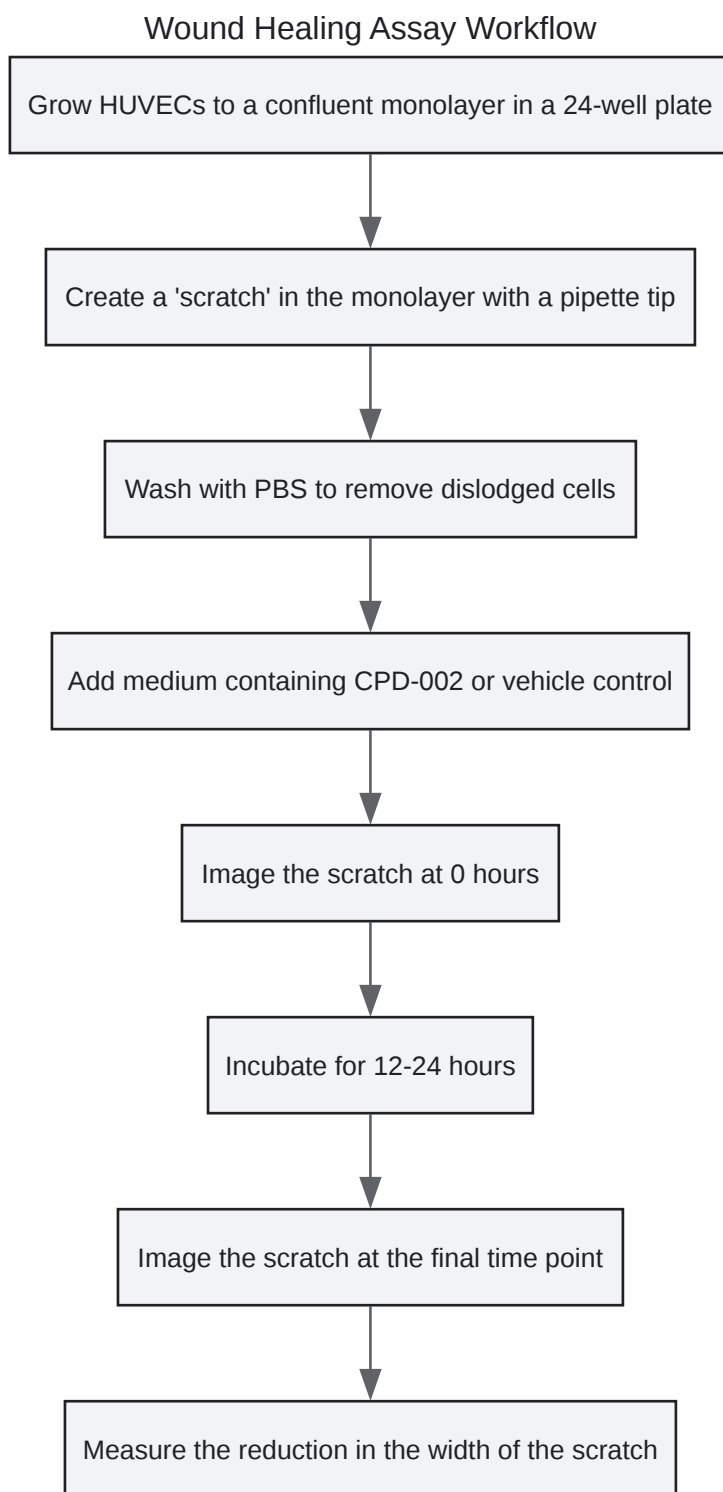 Wound Healing Assay Workflow
Grow HUVECs to a confluent monolayer in a 24-well plate
Create a 'scratch' in the monolayer with a pipette tip
Wash with PBS to remove dislodged cells
Add medium containing CPD-002 or vehicle control
Image the scratch at 0 hours
Incubate for 12-24 hours
Image the scratch at the final time point
Measure the reduction in the width of the scratch